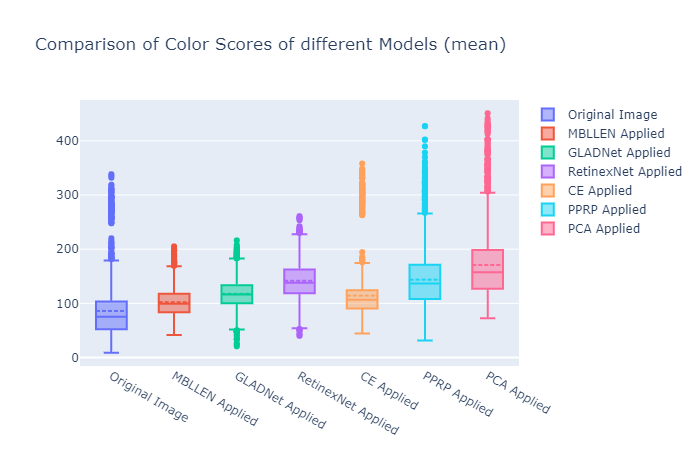 Comparison of Color Scores of different Models (mean)
400
300
200
100
0
Original Image
MBLLEN Applied
GLADNet Applied
RetinexNet Applied
CE Applied
PPRP Applied
PCA Applied
Original Image
MBLLEN Applied
GLADNet Applied
RetinexNet Applied
CE Applied
PPRP Applied
PCA Applied